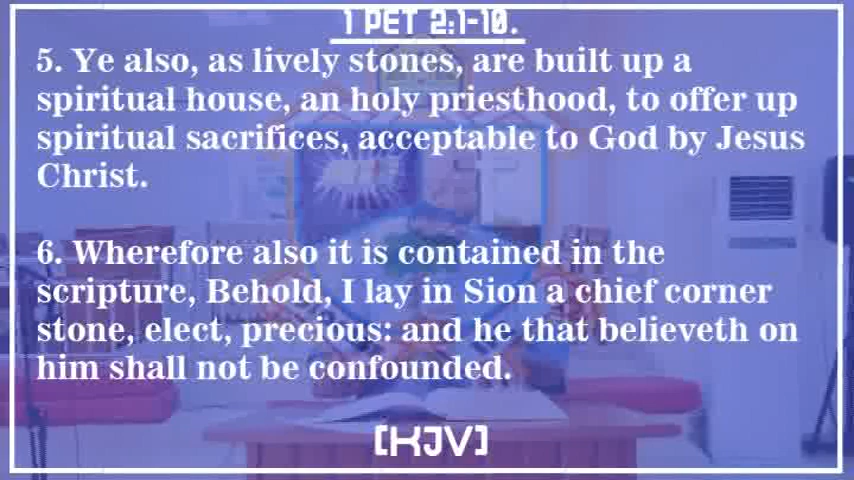 1 PET 2:1-10.
5. Ye also, as lively stones, are built up a
spiritual house, an holy priesthood, to offer up
spiritual sacrifices, acceptable to God by Jesus
Christ.
6. Wherefore also it is contained in the
scripture, Behold, I lay in Sion a chief corner
stone, elect, precious: and he that believeth on
him shall not be confounded.
[KJV]